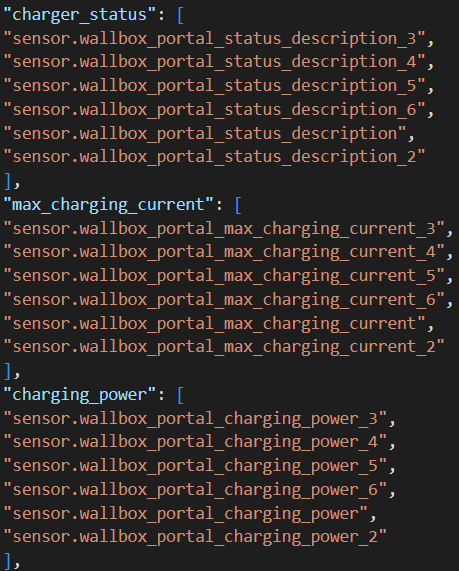 "charger_status": [
"sensor.wallbox_portal_status_description_3",
"sensor.wallbox_portal_status_description_4",
"sensor.wallbox_portal_status_description_5",
"sensor.wallbox_portal_status_description_6",
"sensor.wallbox_portal_status_description",
"sensor.wallbox_portal_status_description_2"
],
"max_charging_current": [
"sensor.wallbox_portal_max_charging_current_3",
"sensor.wallbox_portal_max_charging_current_4",
"sensor.wallbox_portal_max_charging_current_5",
"sensor.wallbox_portal_max_charging_current_6",
"sensor.wallbox_portal_max_charging_current",
"sensor.wallbox_portal_max_charging_current_2"
],
"charging_power": [
"sensor.wallbox_portal_charging_power_3",
"sensor.wallbox_portal_charging_power_4",
"sensor.wallbox_portal_charging_power_5",
"sensor.wallbox_portal_charging_power_6",
"sensor.wallbox_portal_charging_power",
"sensor.wallbox_portal_charging_power_2"
],